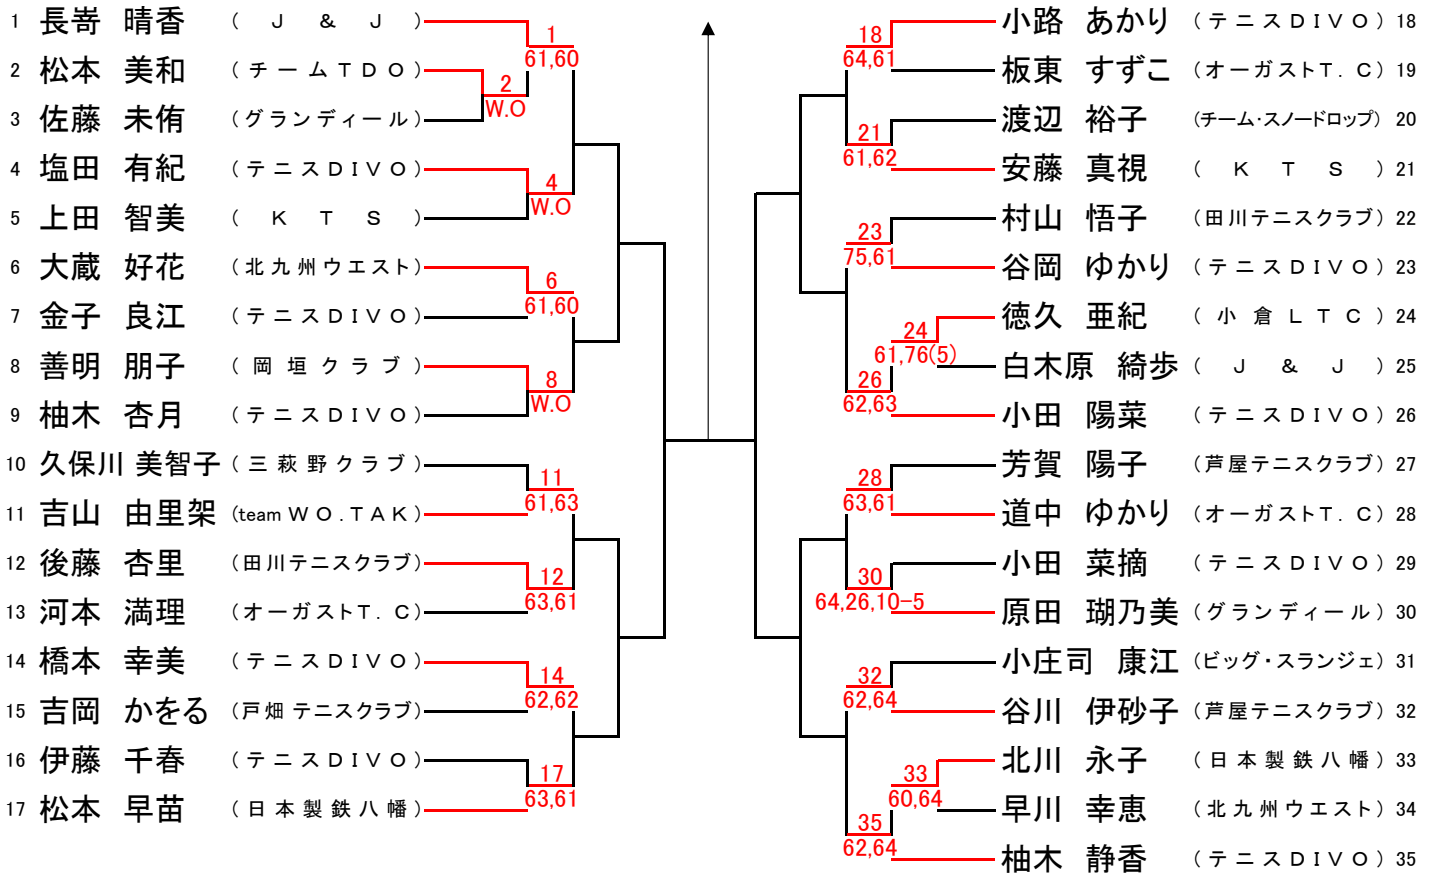 1 長嵜 晴香 (J & J)
1
61,60
2 松本 美和 (チームTDO)
2
W.O
3 佐藤 未侑 (グランディール)
4 塩田 有紀 (テニスDIVO)
4
W.O
5 上田 智美 (KTS)
6 大蔵 好花 (北九州ウエスト)
6
61,60
7 金子 良江 (テニスDIVO)
8 善明 朋子 (岡垣クラブ)
8
W.O
9 柚木 杏月 (テニスDIVO)
10 久保川 美智子 (三萩野クラブ)
11
61,63
11 吉山 由里架 (team WO.TAK)
12 後藤 杏里 (田川テニスクラブ)
12
63,61
13 河本 満理 (オーガストT.C)
14 橋本 幸美 (テニスDIVO)
14
62,62
15 吉岡 かをる (戸畑テニスクラブ)
16 伊藤 千春 (テニスDIVO)
17
63,61
17 松本 早苗 (日本製鉄八幡)
小路 あかり (テニスDIVO) 18
18
64,61
板東 すずこ (オーガストT.C) 19
渡辺 裕子 (チーム・スノードロップ) 20
21
61,62
安藤 真視 (KTS) 21
村山 悟子 (田川テニスクラブ) 22
23
75,61
谷岡 ゆかり (テニスDIVO) 23
徳久 亜紀 (小倉LTC) 24
24
61,76(5)
白木原 綺歩 (J & J) 25
26
62,63
小田 陽菜 (テニスDIVO) 26
芳賀 陽子 (芦屋テニスクラブ) 27
28
63,61
道中 ゆかり (オーガストT.C) 28
小田 菜摘 (テニスDIVO) 29
30
64,26,10-5
原田 瑚乃美 (グランディール) 30
小庄司 康江 (ビッグ・スランジェ) 31
32
62,64
谷川 伊砂子 (芦屋テニスクラブ) 32
北川 永子 (日本製鉄八幡) 33
33
60,64
早川 幸恵 (北九州ウエスト) 34
35
62,64
柚木 静香 (テニスDIVO) 35